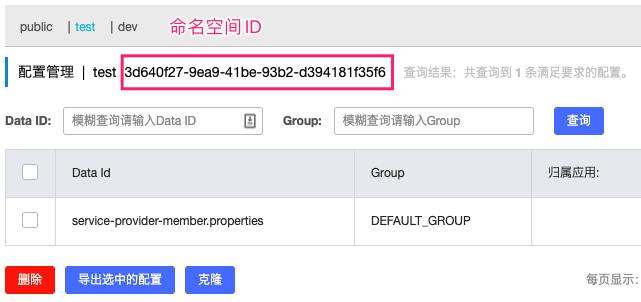 public | test | dev 命名空间 ID
配置管理 | test 3d640f27-9ea9-41be-93b2-d394181f35f6 查询结果：共查询到 1 条满足要求的配置。
Data ID: 模糊查询请输入Data ID Group: 模糊查询请输入Group 查询
Data Id Group 归属应用:
service-provider-member.properties DEFAULT_GROUP
删除 导出选中的配置 克隆 每页显示: